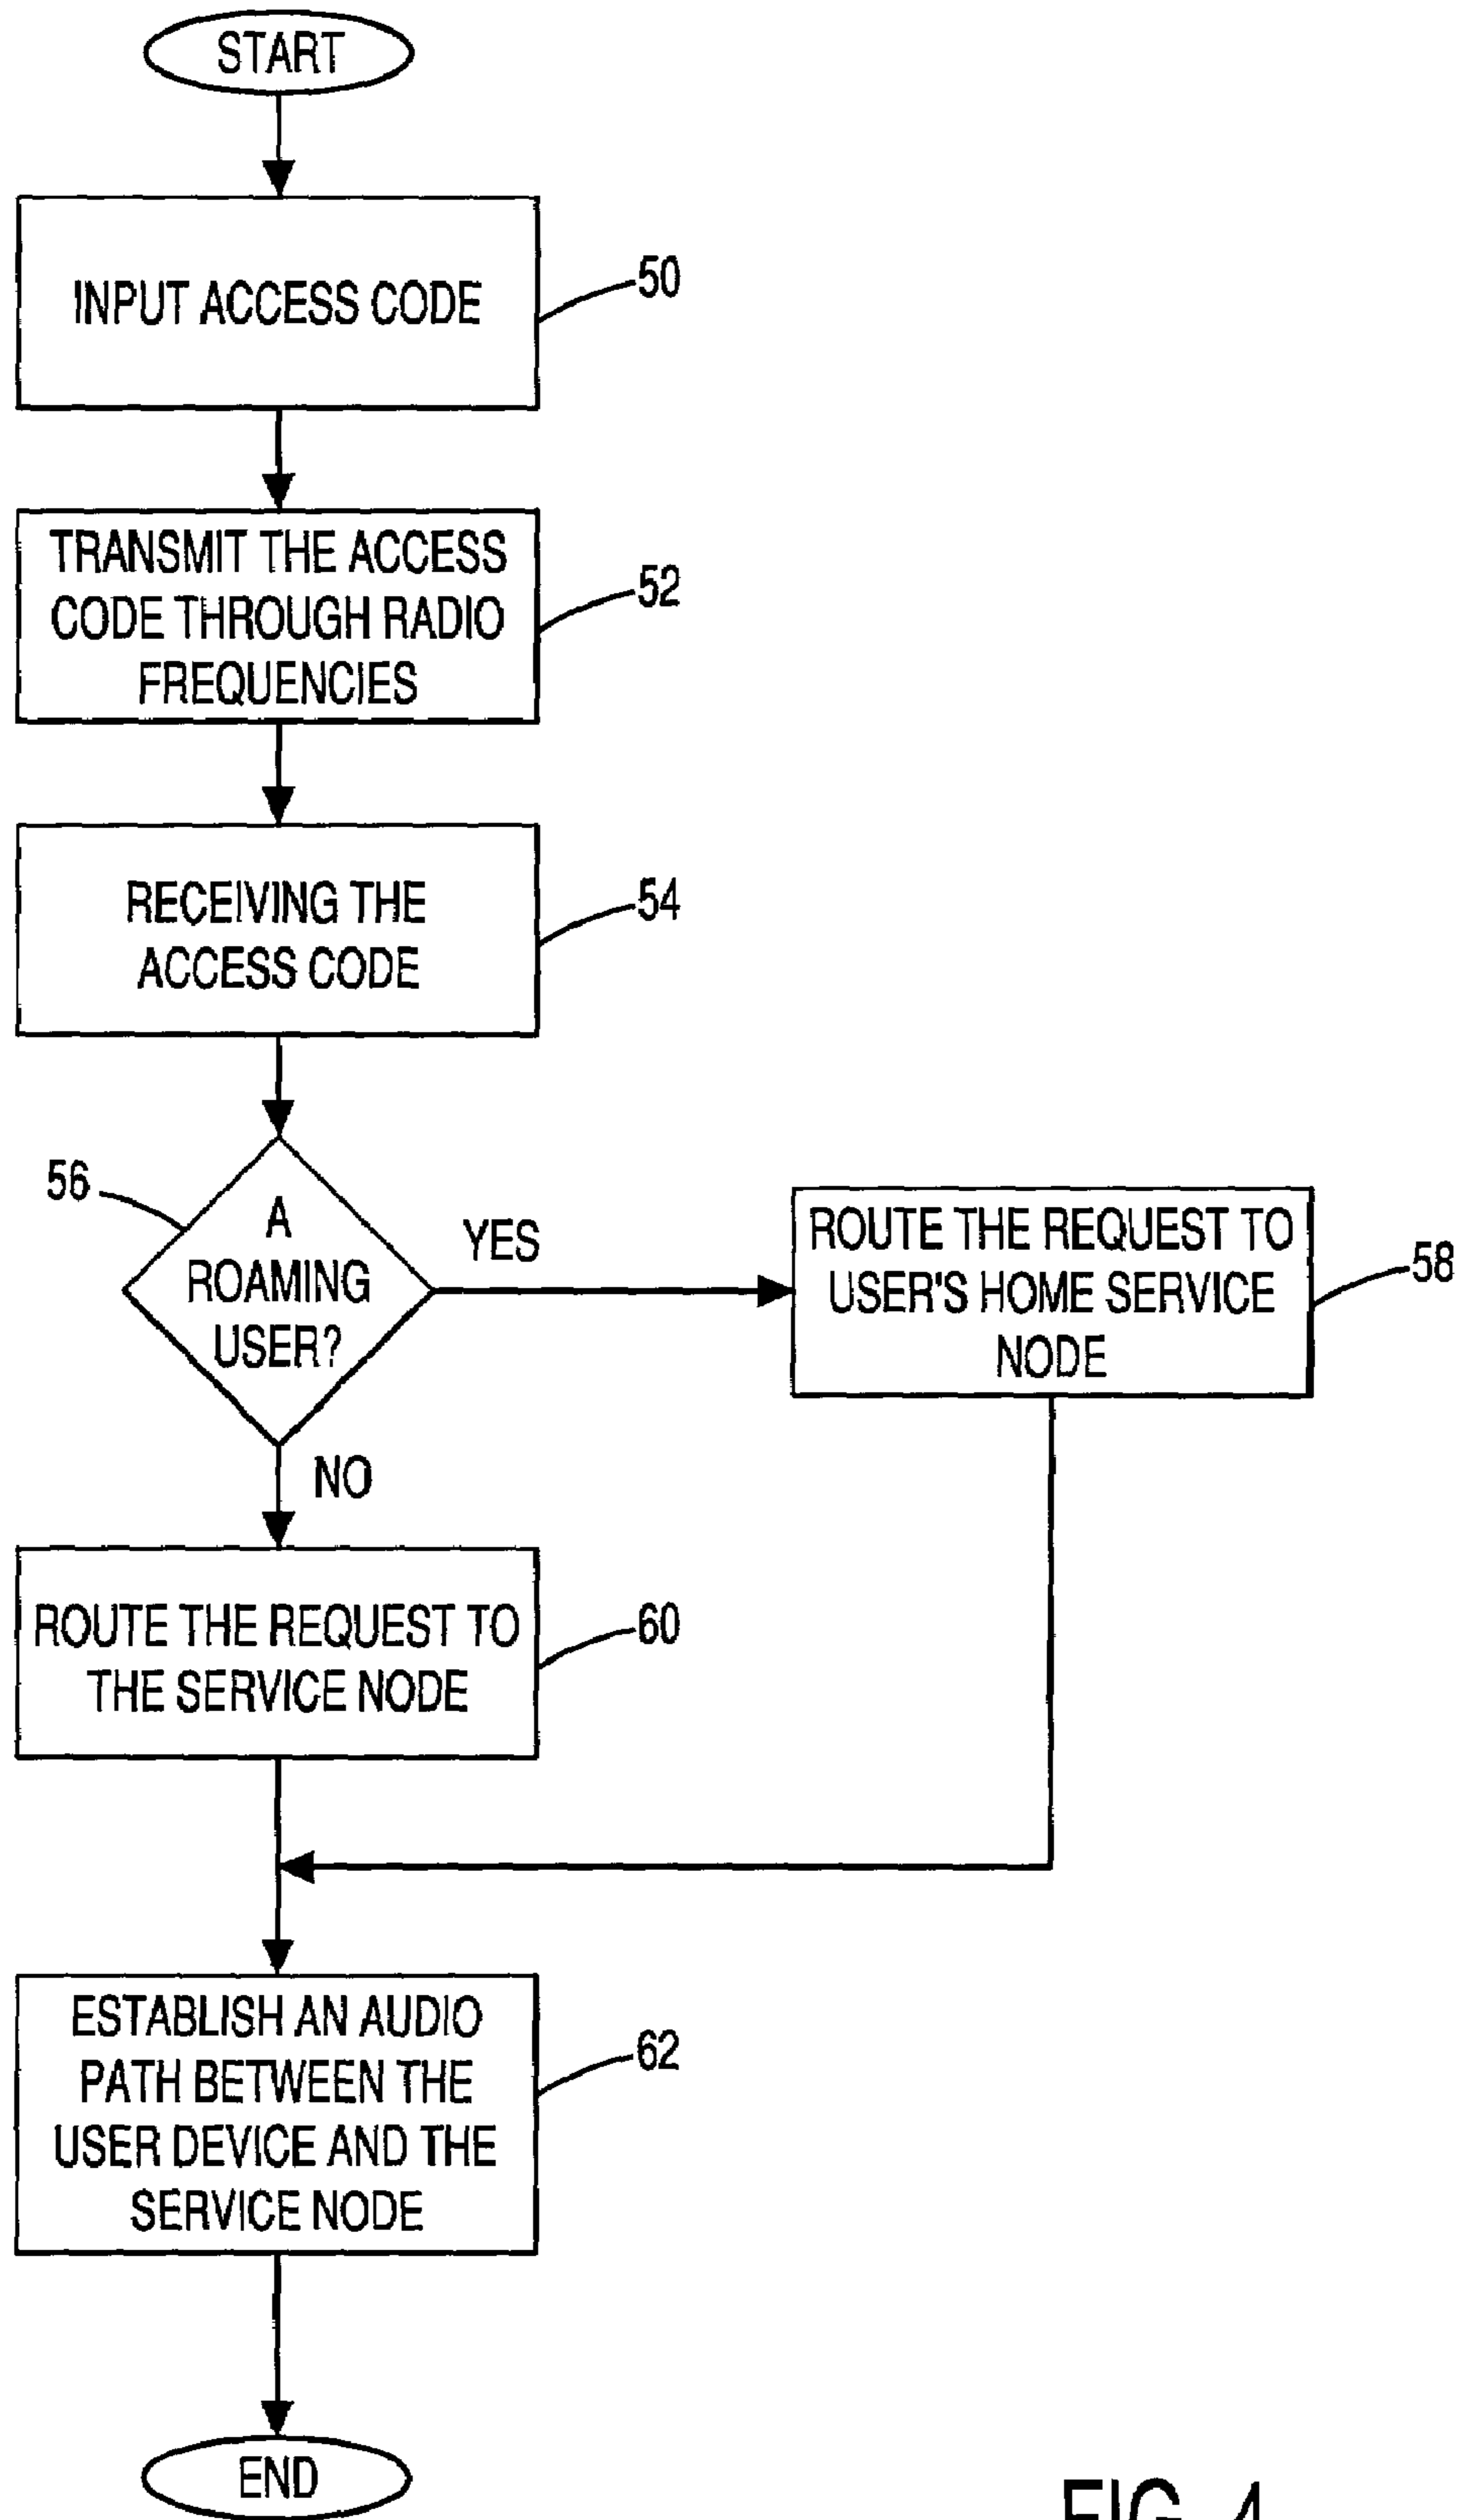 START
INPUT ACCESS CODE
50
TRANSMIT THE ACCESS
CODE THROUGH RADIO
FREQUENCIES
52
RECEIVING THE
ACCESS CODE
54
56
A
ROAMING
USER?
YES
ROUTE THE REQUEST TO
USER'S HOME SERVICE
NODE
58
NO
ROUTE THE REQUEST TO
THE SERVICE NODE
60
ESTABLISH AN AUDIO
PATH BETWEEN THE
USER DEVICE AND THE
SERVICE NODE
62
END
FIG. 4